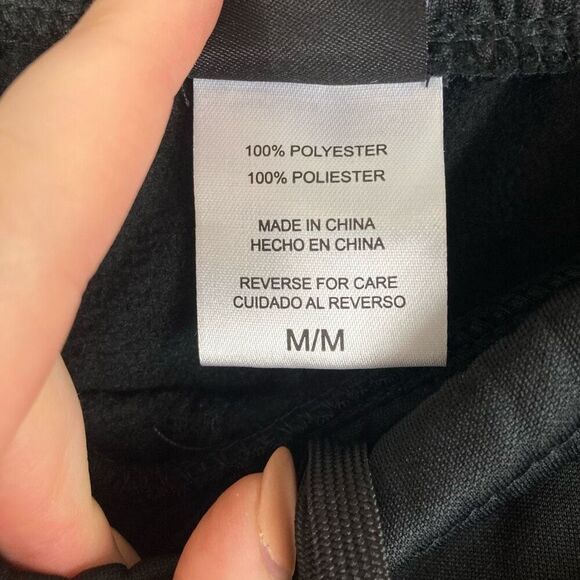 100% POLYESTER
100% POLIESTER
MADE IN CHINA
HECHO EN CHINA
REVERSE FOR CARE
CUIDADO AL REVERSO
M/M